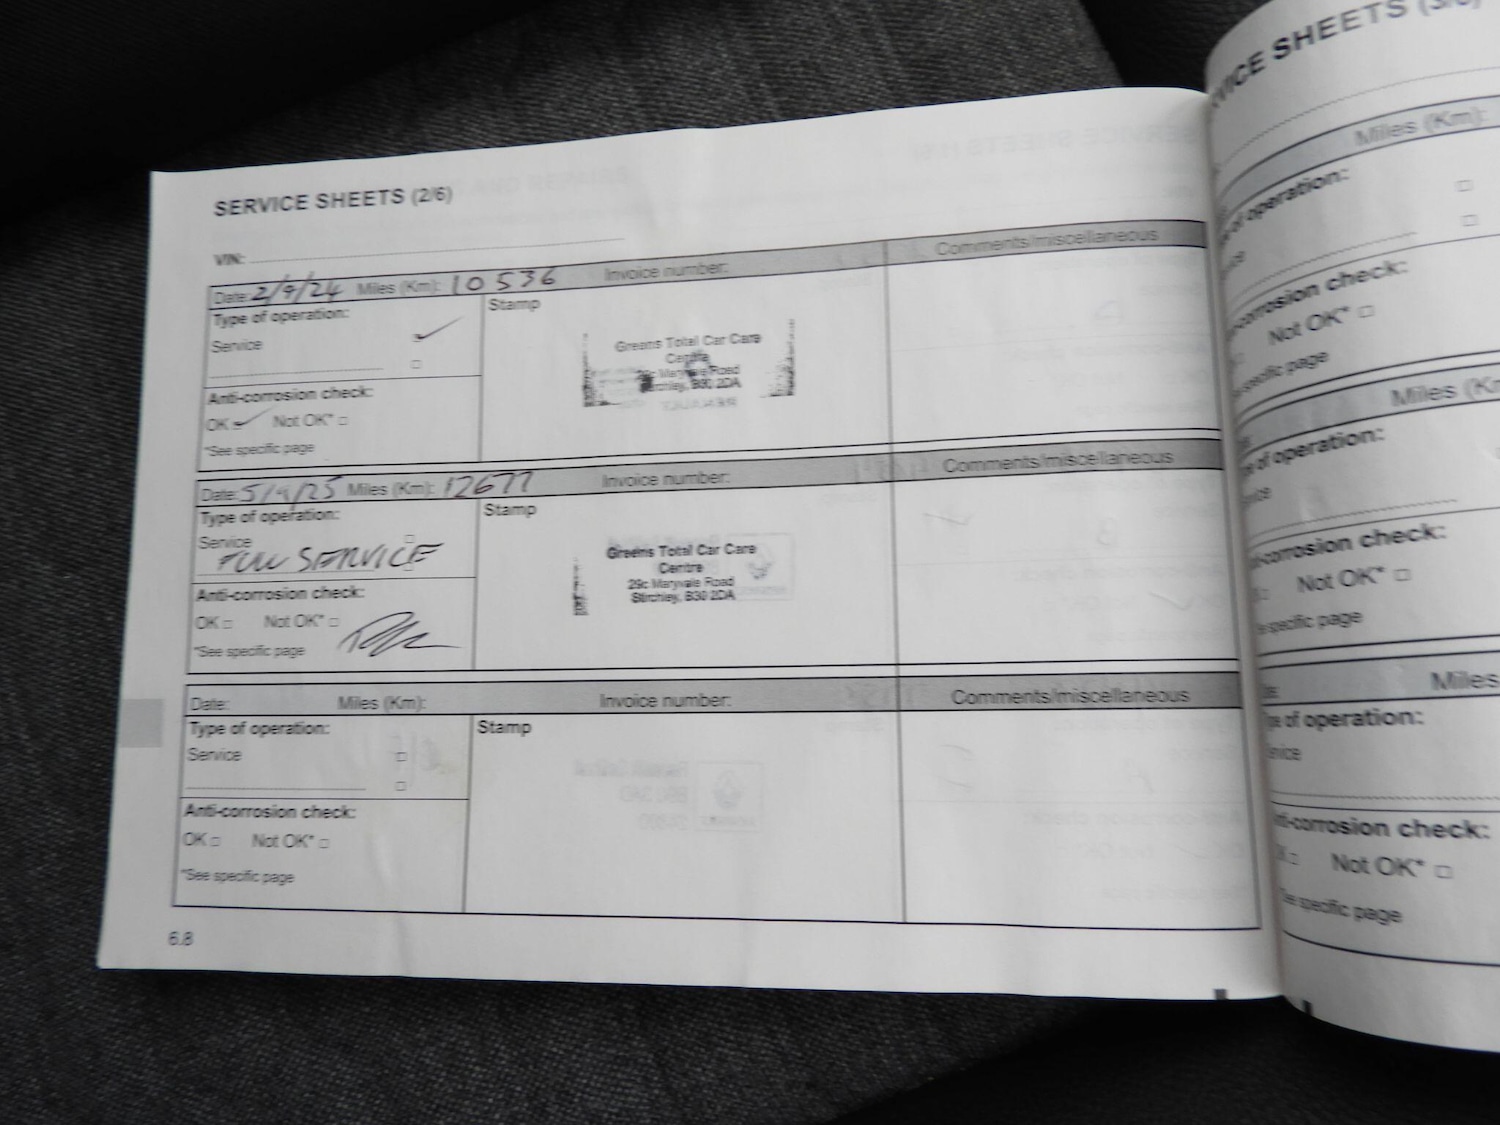 SERVICE SHEETS (2/6)
VIN:
Date: 2/9/24 Miles (Km): 10536 Invoice number: Comments/miscellaneous
Type of operation: Stamp
Service
Greens Total Car Care
Centre
29c Maryvale Road
Stirchley, B30 2DA
Anti-corrosion check:
OK Not OK*
*See specific page
Date: 5/9/25 Miles (Km): 12677 Invoice number: Comments/miscellaneous
Type of operation: Stamp
Service
FULL SERVICE
Greens Total Car Care
Centre
29c Maryvale Road
Stirchley, B30 2DA
Anti-corrosion check:
OK Not OK*
*See specific page
Date: Miles (Km): Invoice number: Comments/miscellaneous
Type of operation: Stamp
Service
Anti-corrosion check:
OK Not OK*
*See specific page
6.8
SHEETS
Miles (Km):
of operation:
check:
Not OK*
specific page
Miles
of operation:
check:
Not OK*
specific page
Miles
of operation:
check:
Not OK*
specific page